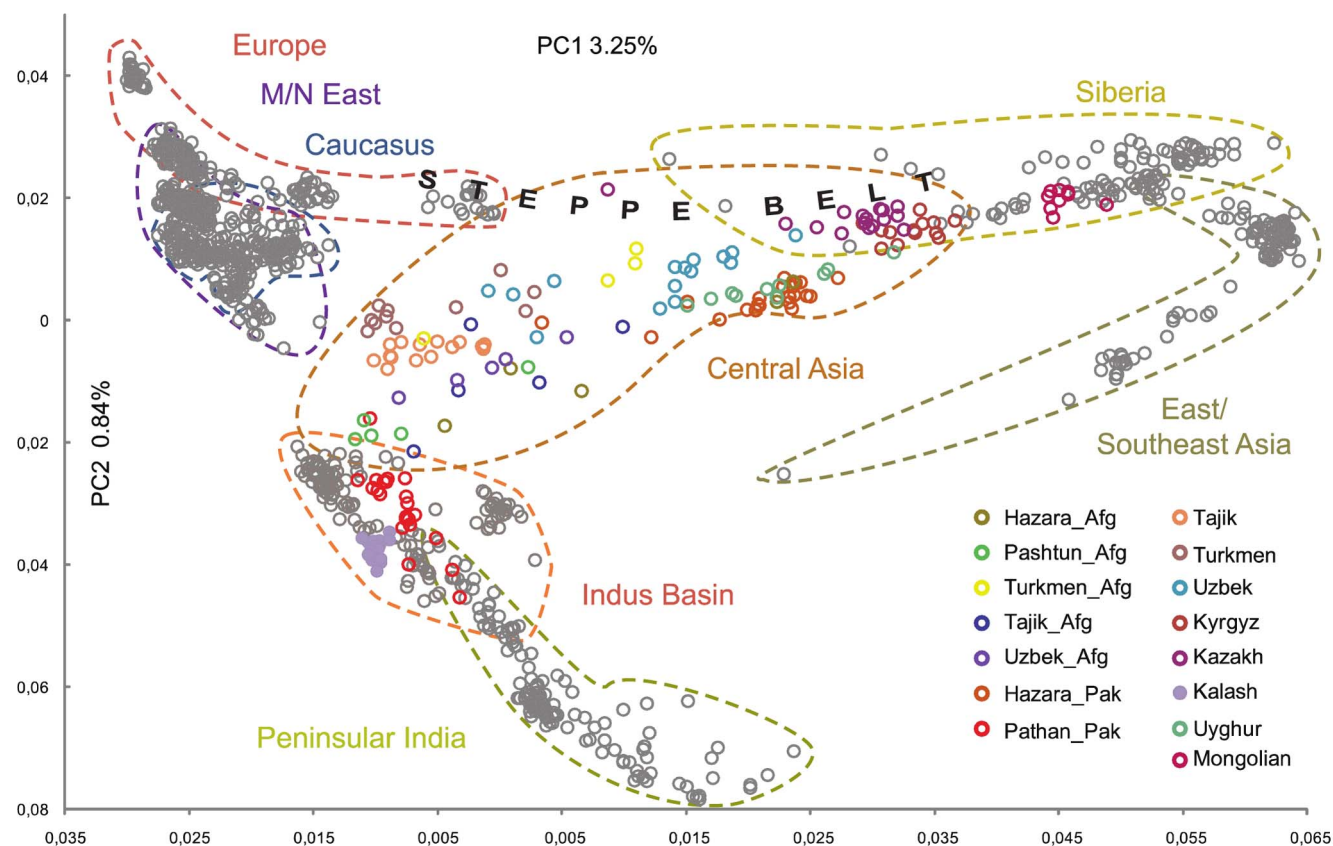 PC1 3.25%
Europe
M/N East
Caucasus
Siberia
STEPPE BELT
Central Asia
East/
Southeast Asia
Indus Basin
Peninsular India
PC2 0.84%
0,04
0,02
0
0,02
0,04
0,06
0,08
0,035
0,025
0,015
0,005
0,005
0,015
0,025
0,035
0,045
0,055
0,065
Hazara_Afg
Pashtun_Afg
Turkmen_Afg
Tajik_Afg
Uzbek_Afg
Hazara_Pak
Pathan_Pak
Tajik
Turkmen
Uzbek
Kyrgyz
Kazakh
Kalash
Uyghur
Mongolian